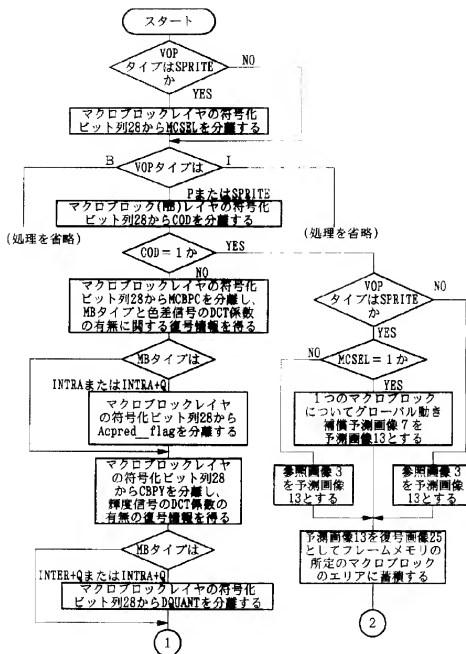 スタート
VOP
タイプはSPRITE
か
NO
YES
マクロブロックレイヤの符号化
ビット列28からMCSELを分離する
B
VOPタイプは
I
PまたはSPRITE
マクロブロック(MB)レイヤの符号化
ビット列28からCODを分離する
(処理を省略)
(処理を省略)
COD=1か
YES
NO
マクロブロックレイヤの符号化
ビット列28からMCBPCを分離し、
MBタイプと色差信号のDCT係数
の有無に関する復号情報を得る
VOP
タイプはSPRITE
か
NO
YES
MBタイプは
NO
MCSEL=1か
YES
INTRAまたはINTRA+Q
マクロブロックレイヤ
の符号化ビット列28から
Acpred_flagを分離する
1つのマクロブロック
についてグローバル動き
補償予測画像7を
予測画像13とする
マクロブロックレイヤ
の符号化ビット列28
からCBPYを分離し、
輝度信号のDCT係数の
有無の復号情報を得る
参照画像3
を予測画像
13とする
参照画像3
を予測画像
13とする
MBタイプは
予測画像13を復号画像25
としてフレームメモリの
所定のマクロブロック
のエリアに蓄積する
INTER+QまたはINTRA+Q
マクロブロックレイヤの符号化
ビット列28からDQUANTを分離する
1
2